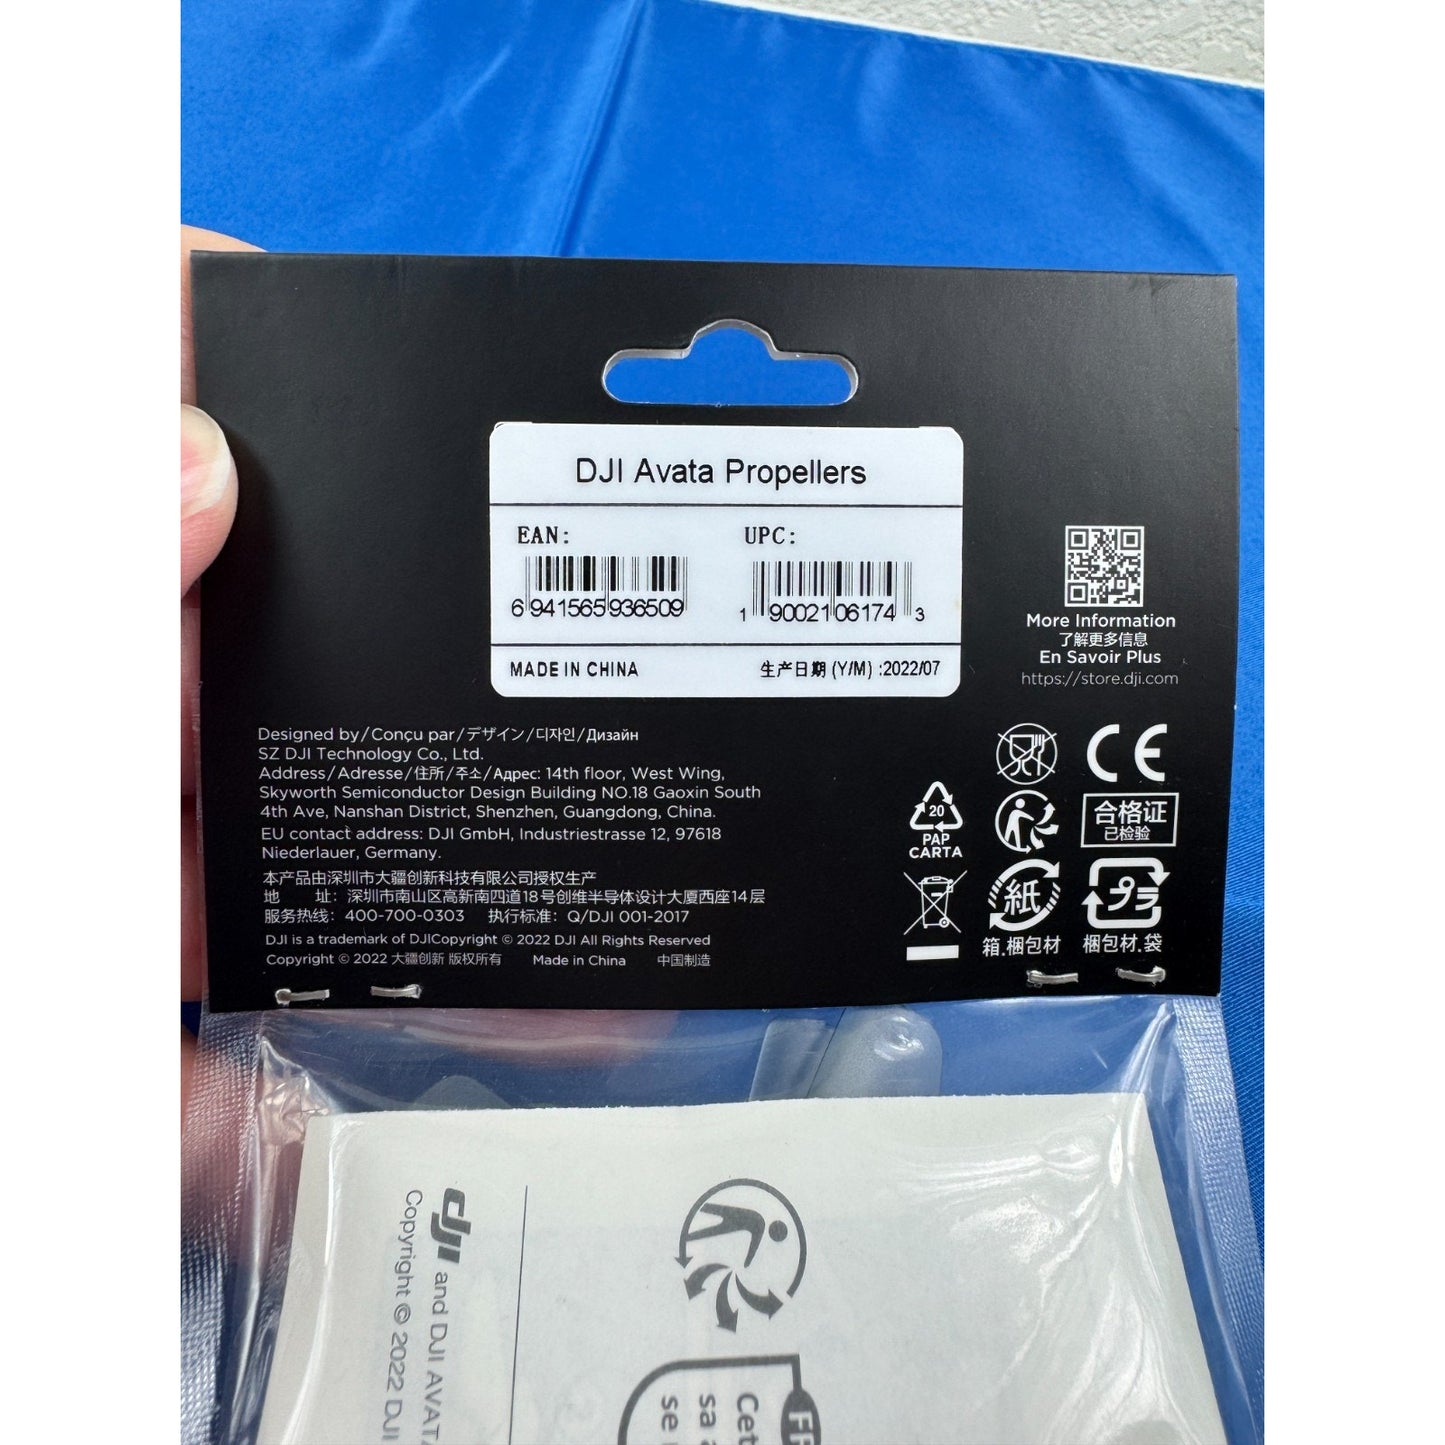 DJI Avata Propellers
EAN:
6 941565 936509
UPC:
1 90021 06174 3
MADE IN CHINA
生产日期 (Y/M) :2022/07
More Information
了解更多信息
En Savoir Plus
https://store.dji.com
Designed by/Conçu par/デザイン/디자인/Дизайн
SZ DJI Technology Co., Ltd.
Address/Adresse/住所/주소/Адрес: 14th floor, West Wing,
Skyworth Semiconductor Design Building NO.18 Gaoxin South
4th Ave, Nanshan District, Shenzhen, Guangdong, China.
EU contact address: DJI GmbH, Industriestrasse 12, 97618
Niederlauer, Germany.
本产品由深圳市大疆创新科技有限公司授权生产
地 址: 深圳市南山区高新南四道18号创维半导体设计大厦西座14层
服务热线: 400-700-0303 执行标准: Q/DJI 001-2017
DJI is a trademark of DJICopyright © 2022 DJI All Rights Reserved
Copyright © 2022 大疆创新 版权所有 Made in China 中国制造
CE
20
PAP
CARTA
合格证
已检验
紙
箱.梱包材
プラ
梱包材.袋
dji and DJI AVATA
Copyright © 2022 DJI
FR
Cet
sa
se